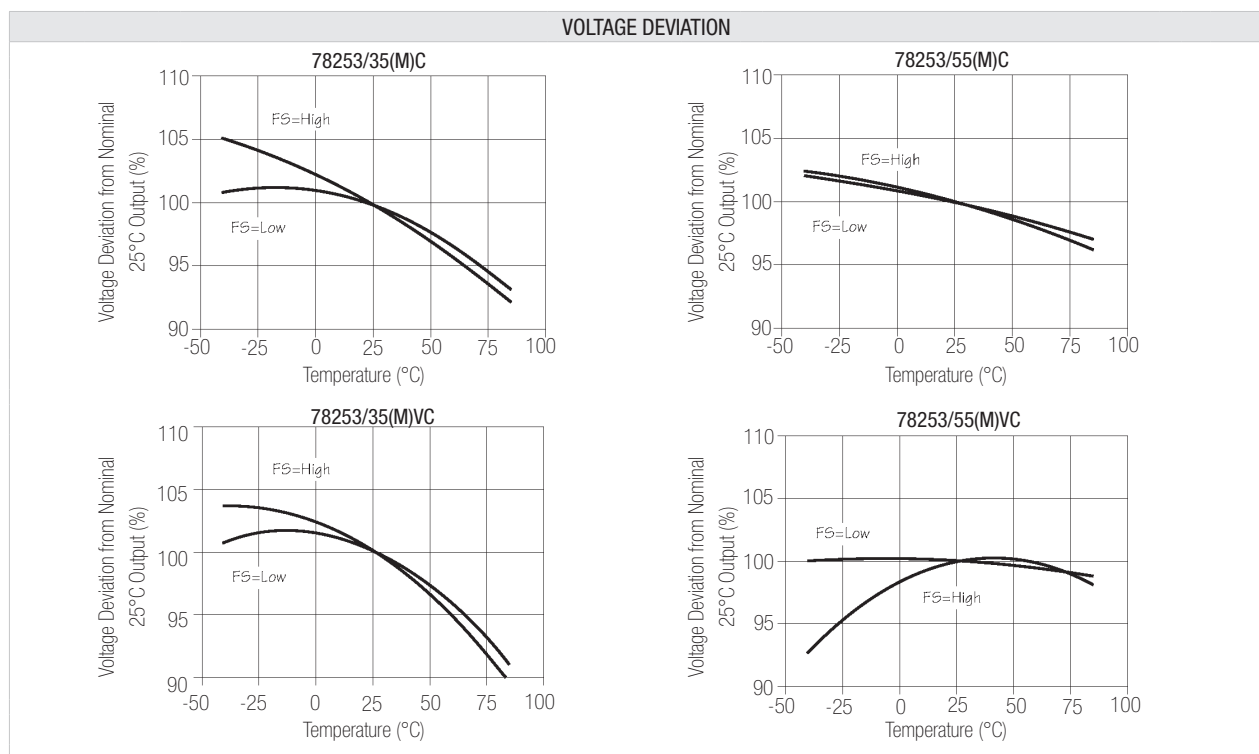 VOLTAGE DEVIATION
78253/35(M)C
Voltage Deviation from Nominal
25°C Output (%)
110
105
100
95
90
FS=High
FS=Low
-50
-25
0
25
50
75
100
Temperature (°C)
78253/55(M)C
Voltage Deviation from Nominal
25°C Output (%)
110
105
100
95
90
FS=High
FS=Low
-50
-25
0
25
50
75
100
Temperature (°C)
78253/35(M)VC
Voltage Deviation from Nominal
25°C Output (%)
110
105
100
95
90
FS=High
FS=Low
-50
-25
0
25
50
75
100
Temperature (°C)
78253/55(M)VC
Voltage Deviation from Nominal
25°C Output (%)
110
105
100
95
90
FS=Low
FS=High
-50
-25
0
25
50
75
100
Temperature (°C)